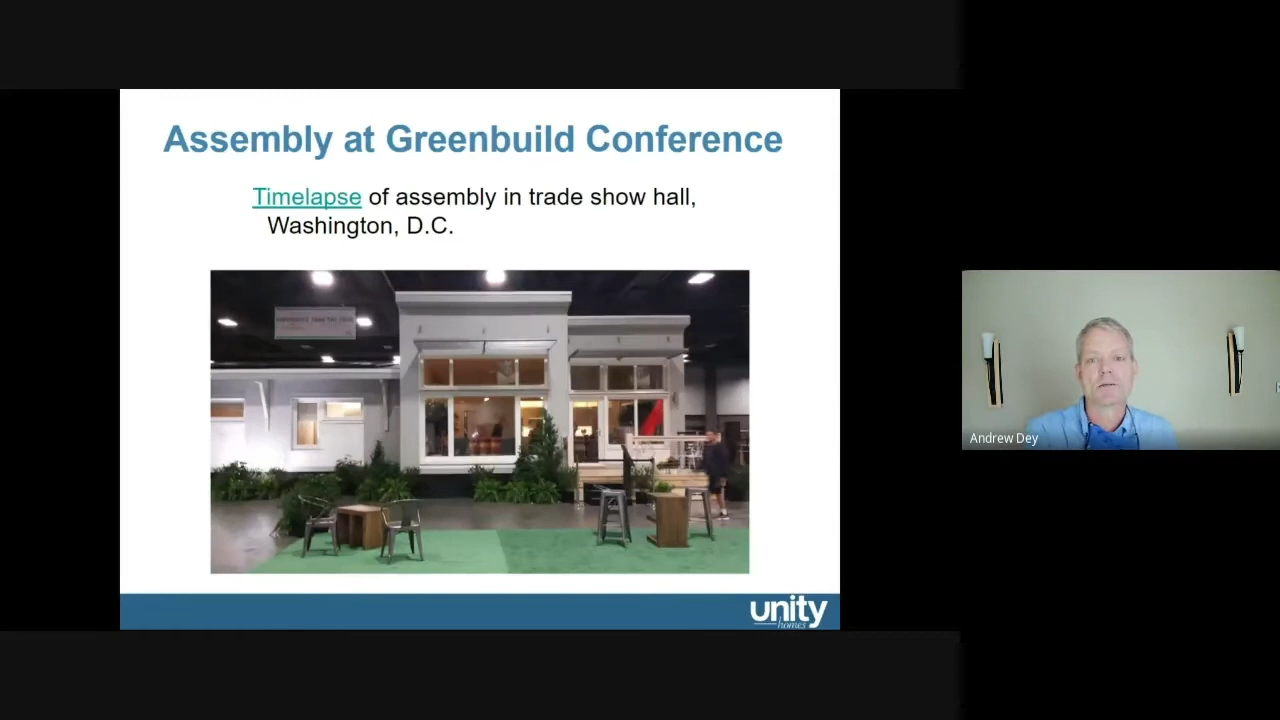 Assembly at Greenbuild Conference
Timelapse of assembly in trade show hall,
Washington, D.C.
unity
homes
Andrew Dey